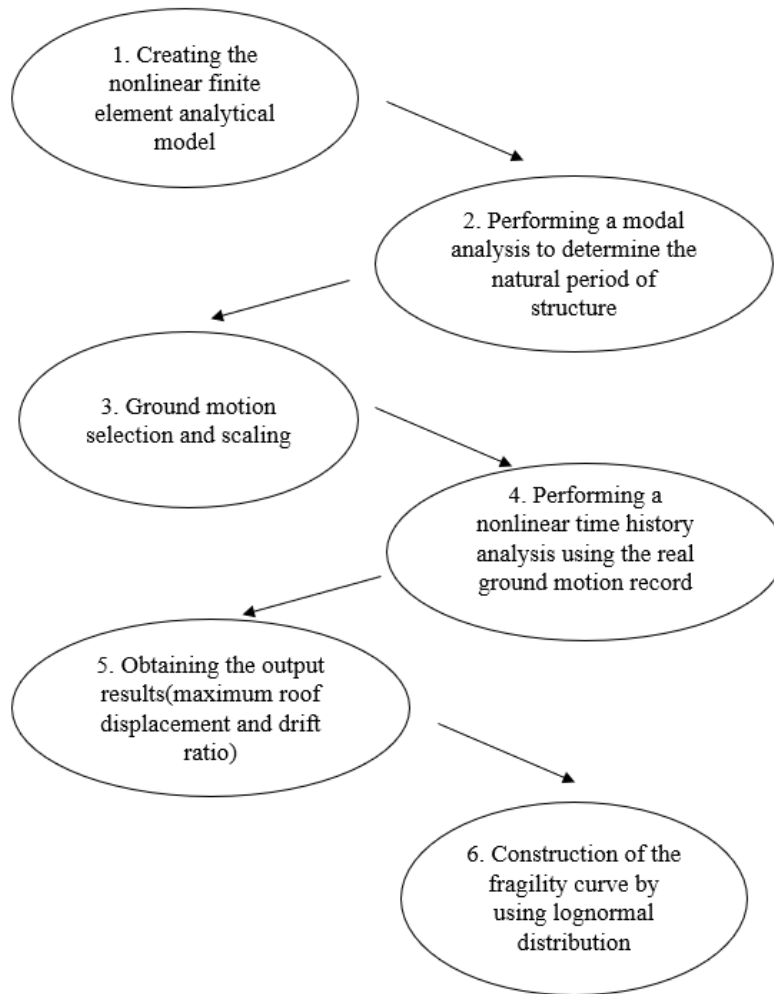 1. Creating the
nonlinear finite
element analytical
model
2. Performing a modal
analysis to determine the
natural period of
structure
3. Ground motion
selection and scaling
4. Performing a
nonlinear time history
analysis using the real
ground motion record
5. Obtaining the output
results(maximum roof
displacement and drift
ratio)
6. Construction of the
fragility curve by
using lognormal
distribution